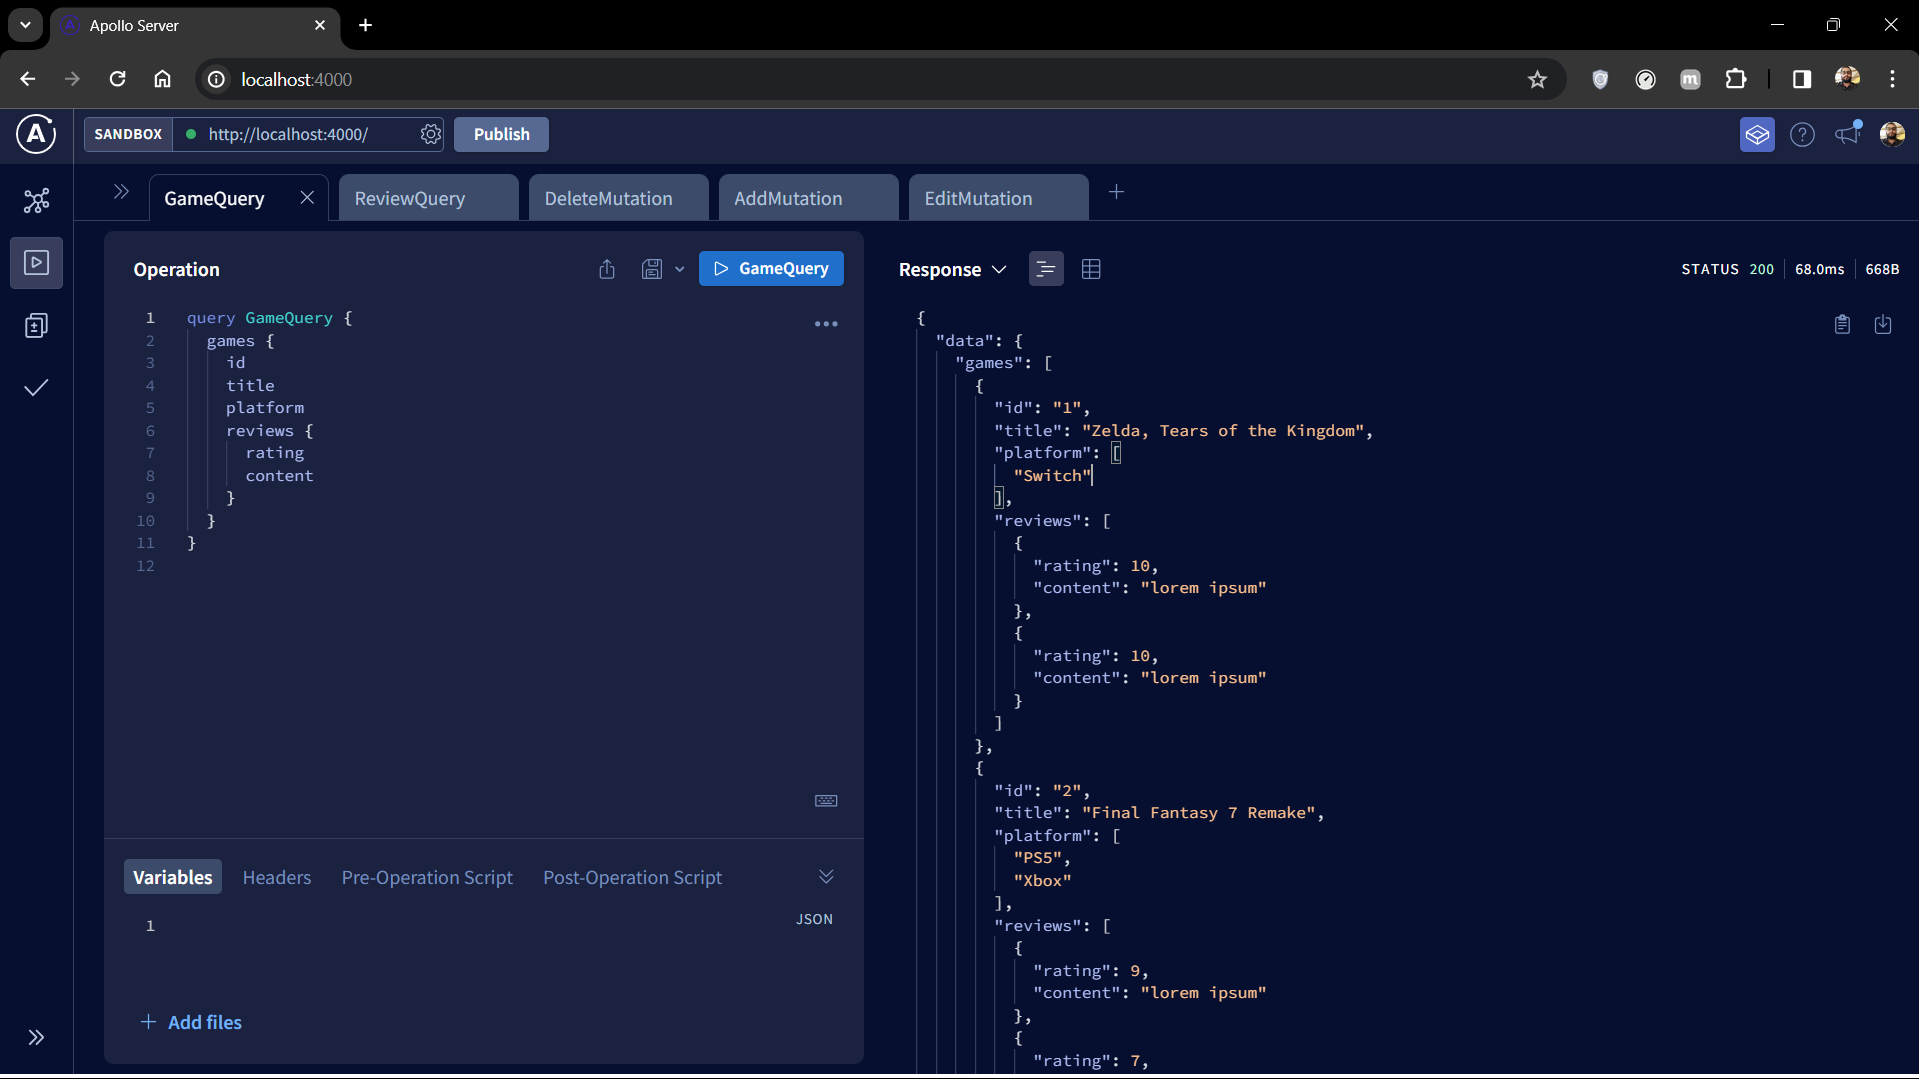 Apollo Server
localhost:4000
SANDBOX
http://localhost:4000/
Publish
GameQuery
ReviewQuery
DeleteMutation
AddMutation
EditMutation
Operation
GameQuery
1 query GameQuery {
2 games {
3 id
4 title
5 platform
6 reviews {
7 rating
8 content
9 }
10 }
11 }
12
Variables
Headers
Pre-Operation Script
Post-Operation Script
1
JSON
+ Add files
Response
STATUS 200
68.0ms
668B
{
"data": {
"games": [
{
"id": "1",
"title": "Zelda, Tears of the Kingdom",
"platform": [
"Switch"
],
"reviews": [
{
"rating": 10,
"content": "lorem ipsum"
},
{
"rating": 10,
"content": "lorem ipsum"
}
]
},
{
"id": "2",
"title": "Final Fantasy 7 Remake",
"platform": [
"PS5",
"Xbox"
],
"reviews": [
{
"rating": 9,
"content": "lorem ipsum"
},
{
"rating": 7,